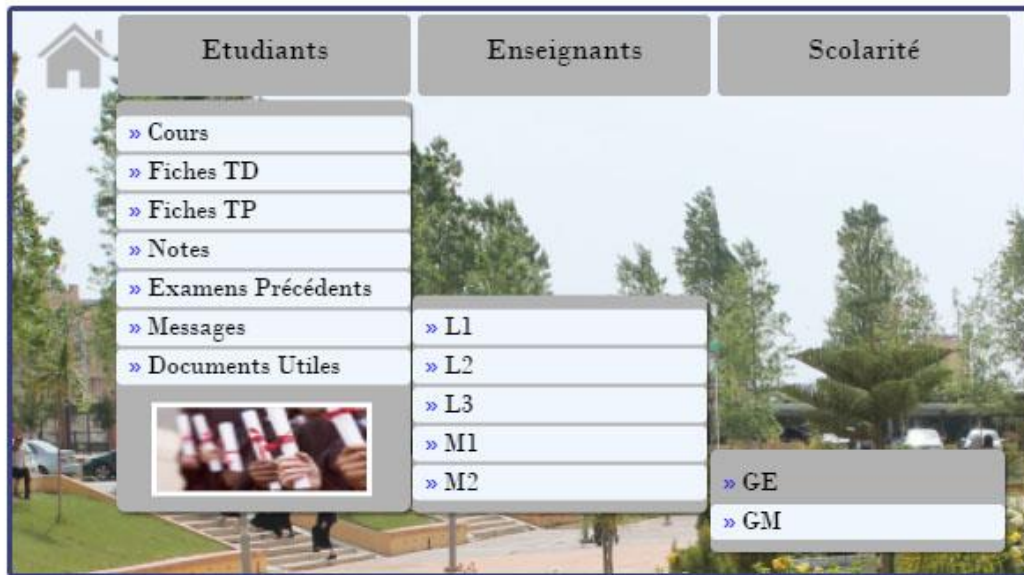 Etudiants
Enseignants
Scolarité
» Cours
» Fiches TD
» Fiches TP
» Notes
» Examens Précédents
» Messages
» Documents Utiles
» L1
» L2
» L3
» M1
» M2
» GE
» GM